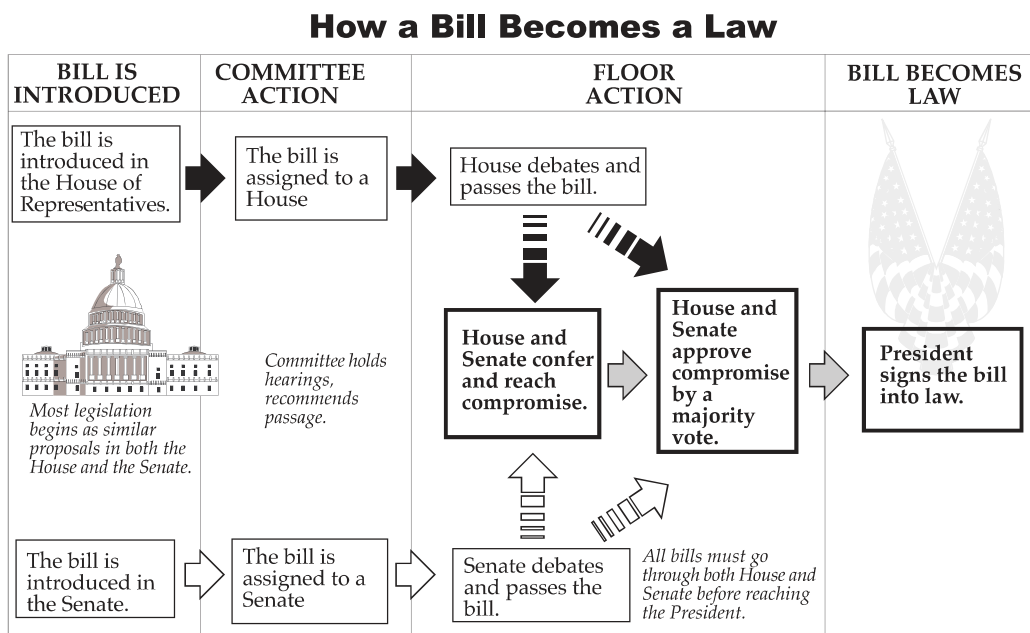 How a Bill Becomes a Law
BILL IS
INTRODUCED
COMMITTEE
ACTION
FLOOR
ACTION
BILL BECOMES
LAW
The bill is
introduced in
the House of
Representatives.
The bill is
assigned to a
House
House debates and
passes the bill.
House and
Senate confer
and reach
compromise.
House and
Senate
approve
compromise
by a
majority
vote.
President
signs the bill
into law.
Committee holds
hearings,
recommends
passage.
Most legislation
begins as similar
proposals in both the
House and the Senate.
The bill is
introduced in
the Senate.
The bill is
assigned to a
Senate
Senate debates
and passes the
bill.
All bills must go
through both House and
Senate before reaching
the President.